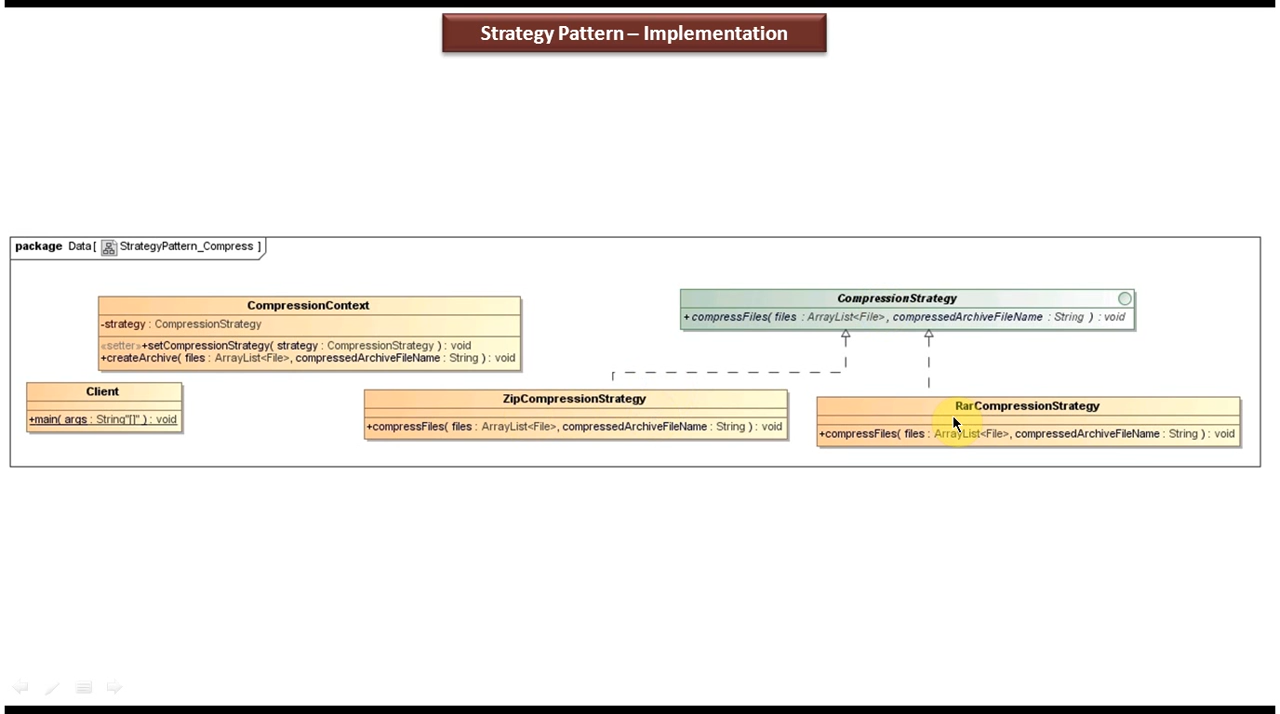 Strategy Pattern – Implementation
package Data[ StrategyPattern_Compress ]
CompressionContext
-strategy : CompressionStrategy
«setter»+setCompressionStrategy( strategy : CompressionStrategy ) : void
+createArchive( files : ArrayList<File>, compressedArchiveFileName : String ) : void
CompressionStrategy
+ compressFiles( files : ArrayList<File> , compressedArchiveFileName : String ) : void
Client
+main( args : String"[]" ) : void
ZipCompressionStrategy
+compressFiles( files : ArrayList<File>, compressedArchiveFileName : String ) : void
RarCompressionStrategy
+compressFiles( files : ArrayList<File>, compressedArchiveFileName : String ) : void